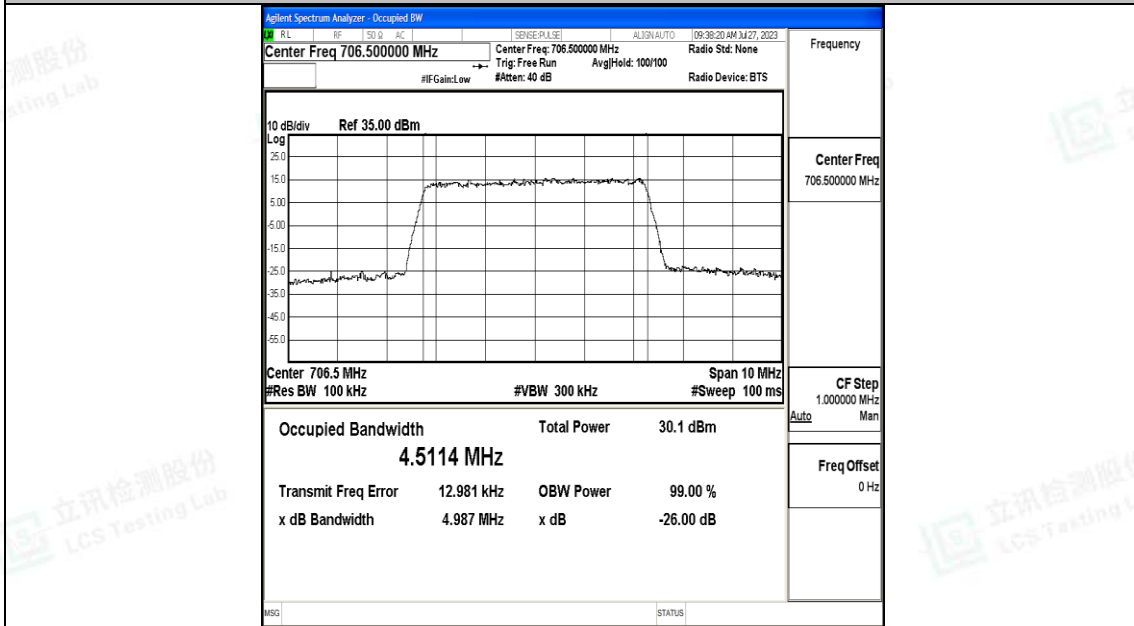 Agilent Spectrum Analyzer - Occupied BW
RL RF 50 Ω AC SENSE:PULSE ALIGN AUTO 09:38:20 AM Jul 27, 2023
Center Freq 706.500000 MHz
Center Freq: 706.500000 MHz
Radio Std: None
Trig: Free Run Avg|Hold: 100/100
#IFGain:Low
#Atten: 40 dB
Radio Device: BTS
10 dB/div Ref 35.00 dBm
Log
25.0
15.0
5.00
-5.00
-15.0
-25.0
-35.0
-45.0
-55.0
Center 706.5 MHz Span 10 MHz
#Res BW 100 kHz #VBW 300 kHz #Sweep 100 ms
Occupied Bandwidth Total Power 30.1 dBm
4.5114 MHz
Transmit Freq Error 12.981 kHz OBW Power 99.00 %
x dB Bandwidth 4.987 MHz x dB -26.00 dB
MSG STATUS
Frequency
Center Freq
706.500000 MHz
CF Step
1.000000 MHz
Auto Man
Freq Offset
0 Hz
立讯检测股份
LCS Testing Lab